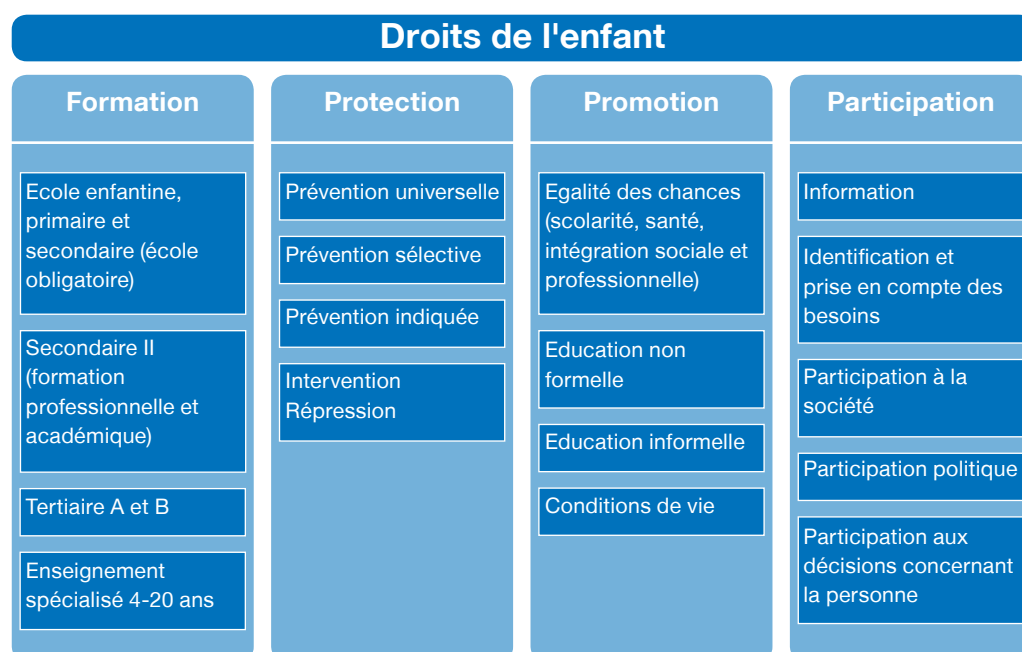 Droits de l'enfant
Formation
Ecole enfantine,
primaire et
secondaire (école
obligatoire)
Secondaire II
(formation
professionnelle et
académique)
Tertiaire A et B
Enseignement
spécialisé 4-20 ans
Protection
Prévention universelle
Prévention sélective
Prévention indiquée
Intervention
Répression
Promotion
Egalité des chances
(scolarité, santé,
intégration sociale et
professionnelle)
Education non
formelle
Education informelle
Conditions de vie
Participation
Information
Identification et
prise en compte des
besoins
Participation à la
société
Participation politique
Participation aux
décisions concernant
la personne